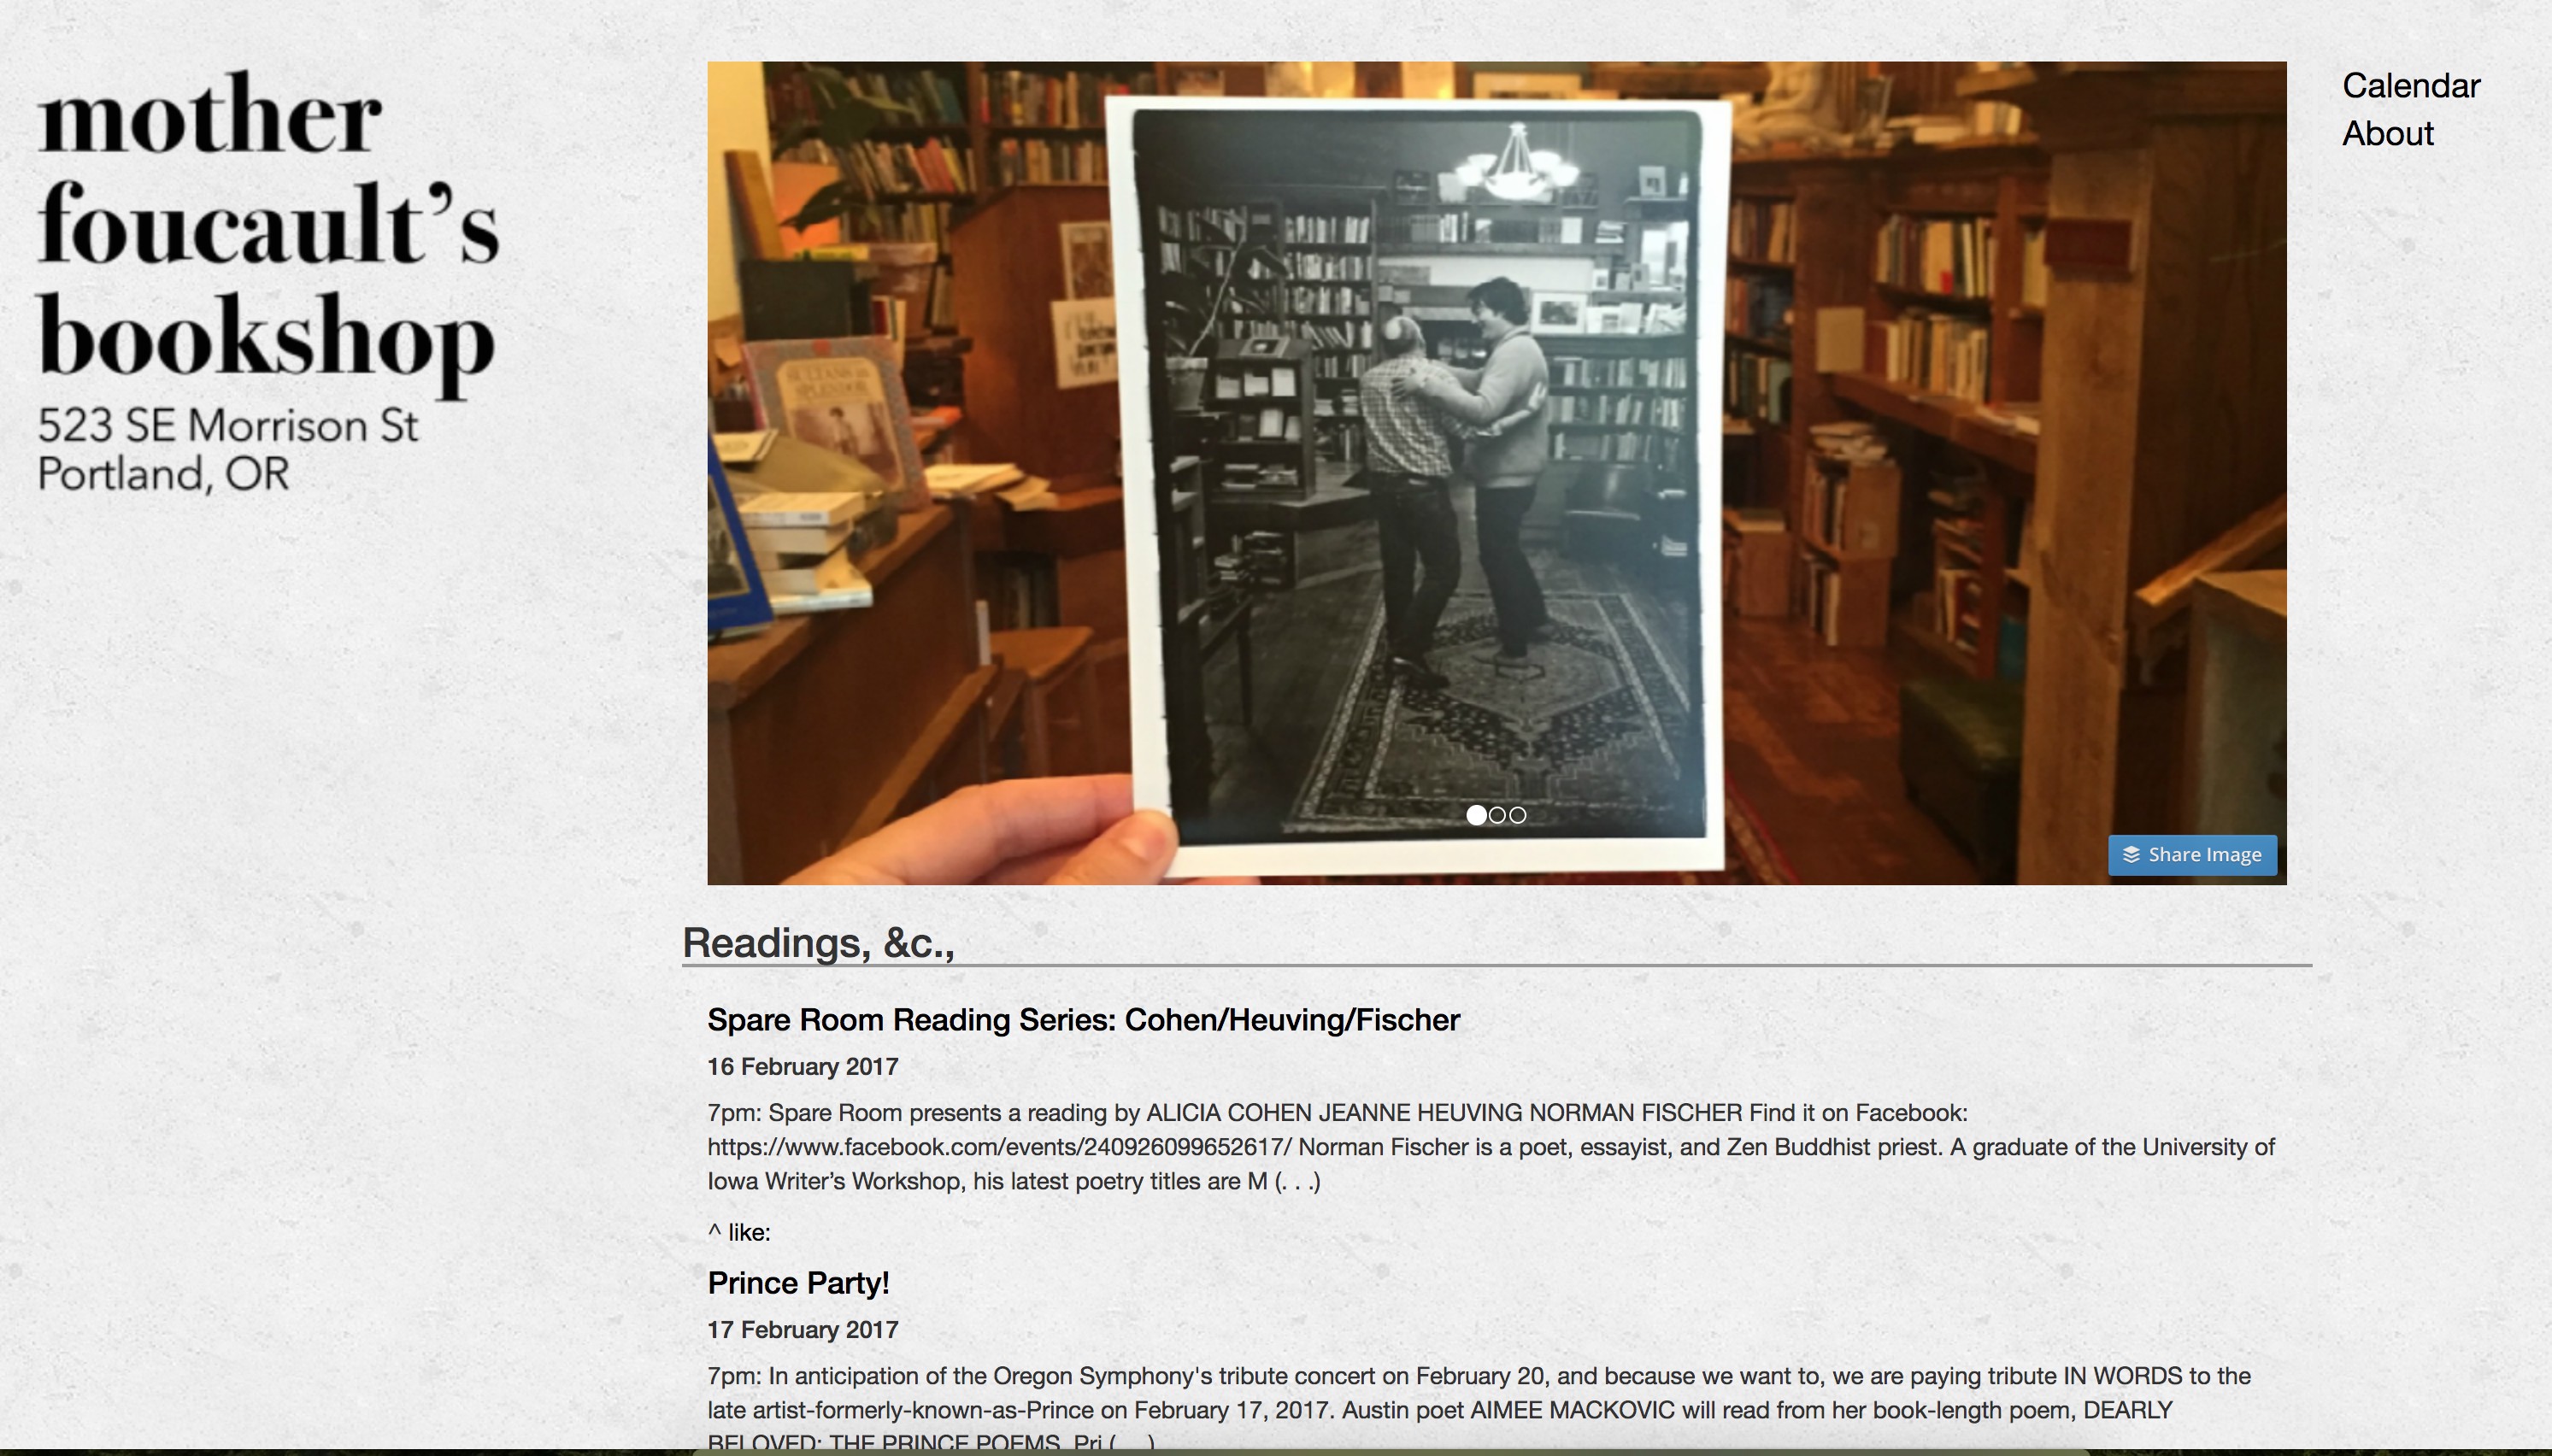 mother
foucault’s
bookshop
523 SE Morrison St
Portland, OR
Calendar
About
Share Image
Readings, &c.,
Spare Room Reading Series: Cohen/Heuving/Fischer
16 February 2017
7pm: Spare Room presents a reading by ALICIA COHEN JEANNE HEUVING NORMAN FISCHER Find it on Facebook:
https://www.facebook.com/events/240926099652617/ Norman Fischer is a poet, essayist, and Zen Buddhist priest. A graduate of the University of
Iowa Writer’s Workshop, his latest poetry titles are M (. . .)
^ like:
Prince Party!
17 February 2017
7pm: In anticipation of the Oregon Symphony's tribute concert on February 20, and because we want to, we are paying tribute IN WORDS to the
late artist-formerly-known-as-Prince on February 17, 2017. Austin poet AIMEE MACKOVIC will read from her book-length poem, DEARLY
BELOVED: THE PRINCE POEMS. Pri (. . .)